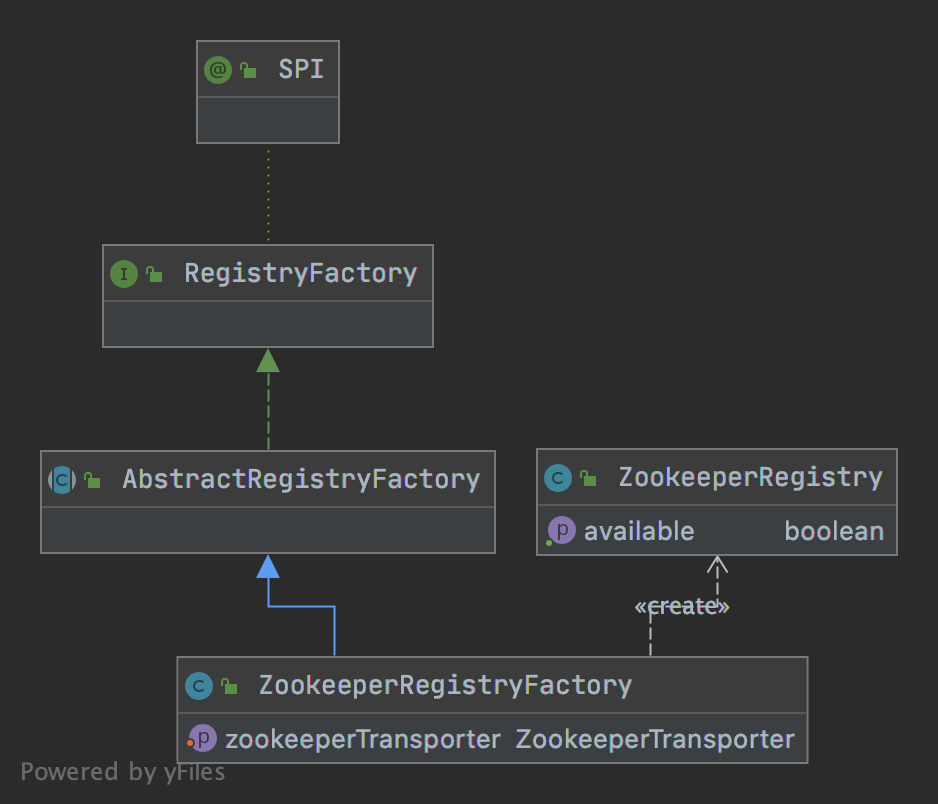 @ SPI
I RegistryFactory
C AbstractRegistryFactory
C ZookeeperRegistry
p available boolean
«create»
C ZookeeperRegistryFactory
p zookeeperTransporter ZookeeperTransporter
Powered by yFiles